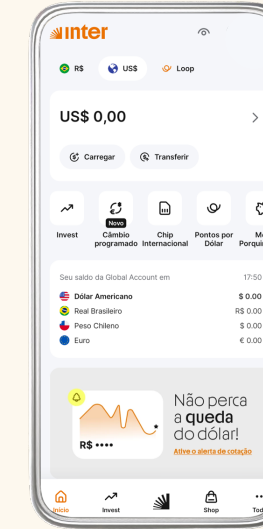 inter
R$ US$ Loop
US$ 0,00
Carregar Transferir
Novo
Invest Câmbio programado Chip Internacional Pontos por Dólar
Seu saldo da Global Account em 17:50
Dólar Americano $ 0.00
Real Brasileiro R$ 0.00
Peso Chileno $ 0.00
Euro € 0.00
Não perca
a queda
do dólar!
R$ ••••
Ative o alerta de cotação
Início Invest Shop